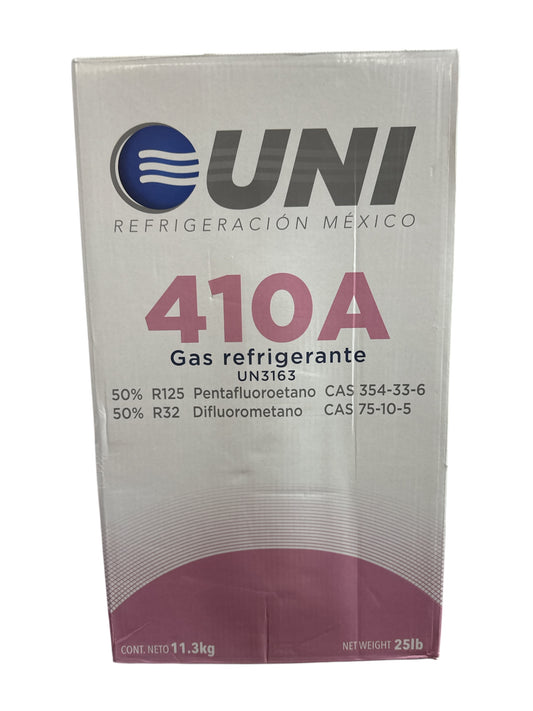 UNI
REFRIGERACIÓN MÉXICO
410A
Gas refrigerante
UN3163
50% R125 Pentafluoroetano CAS 354-33-6
50% R32 Difluorometano CAS 75-10-5
CONT. NETO 11.3kg NET WEIGHT 25lb